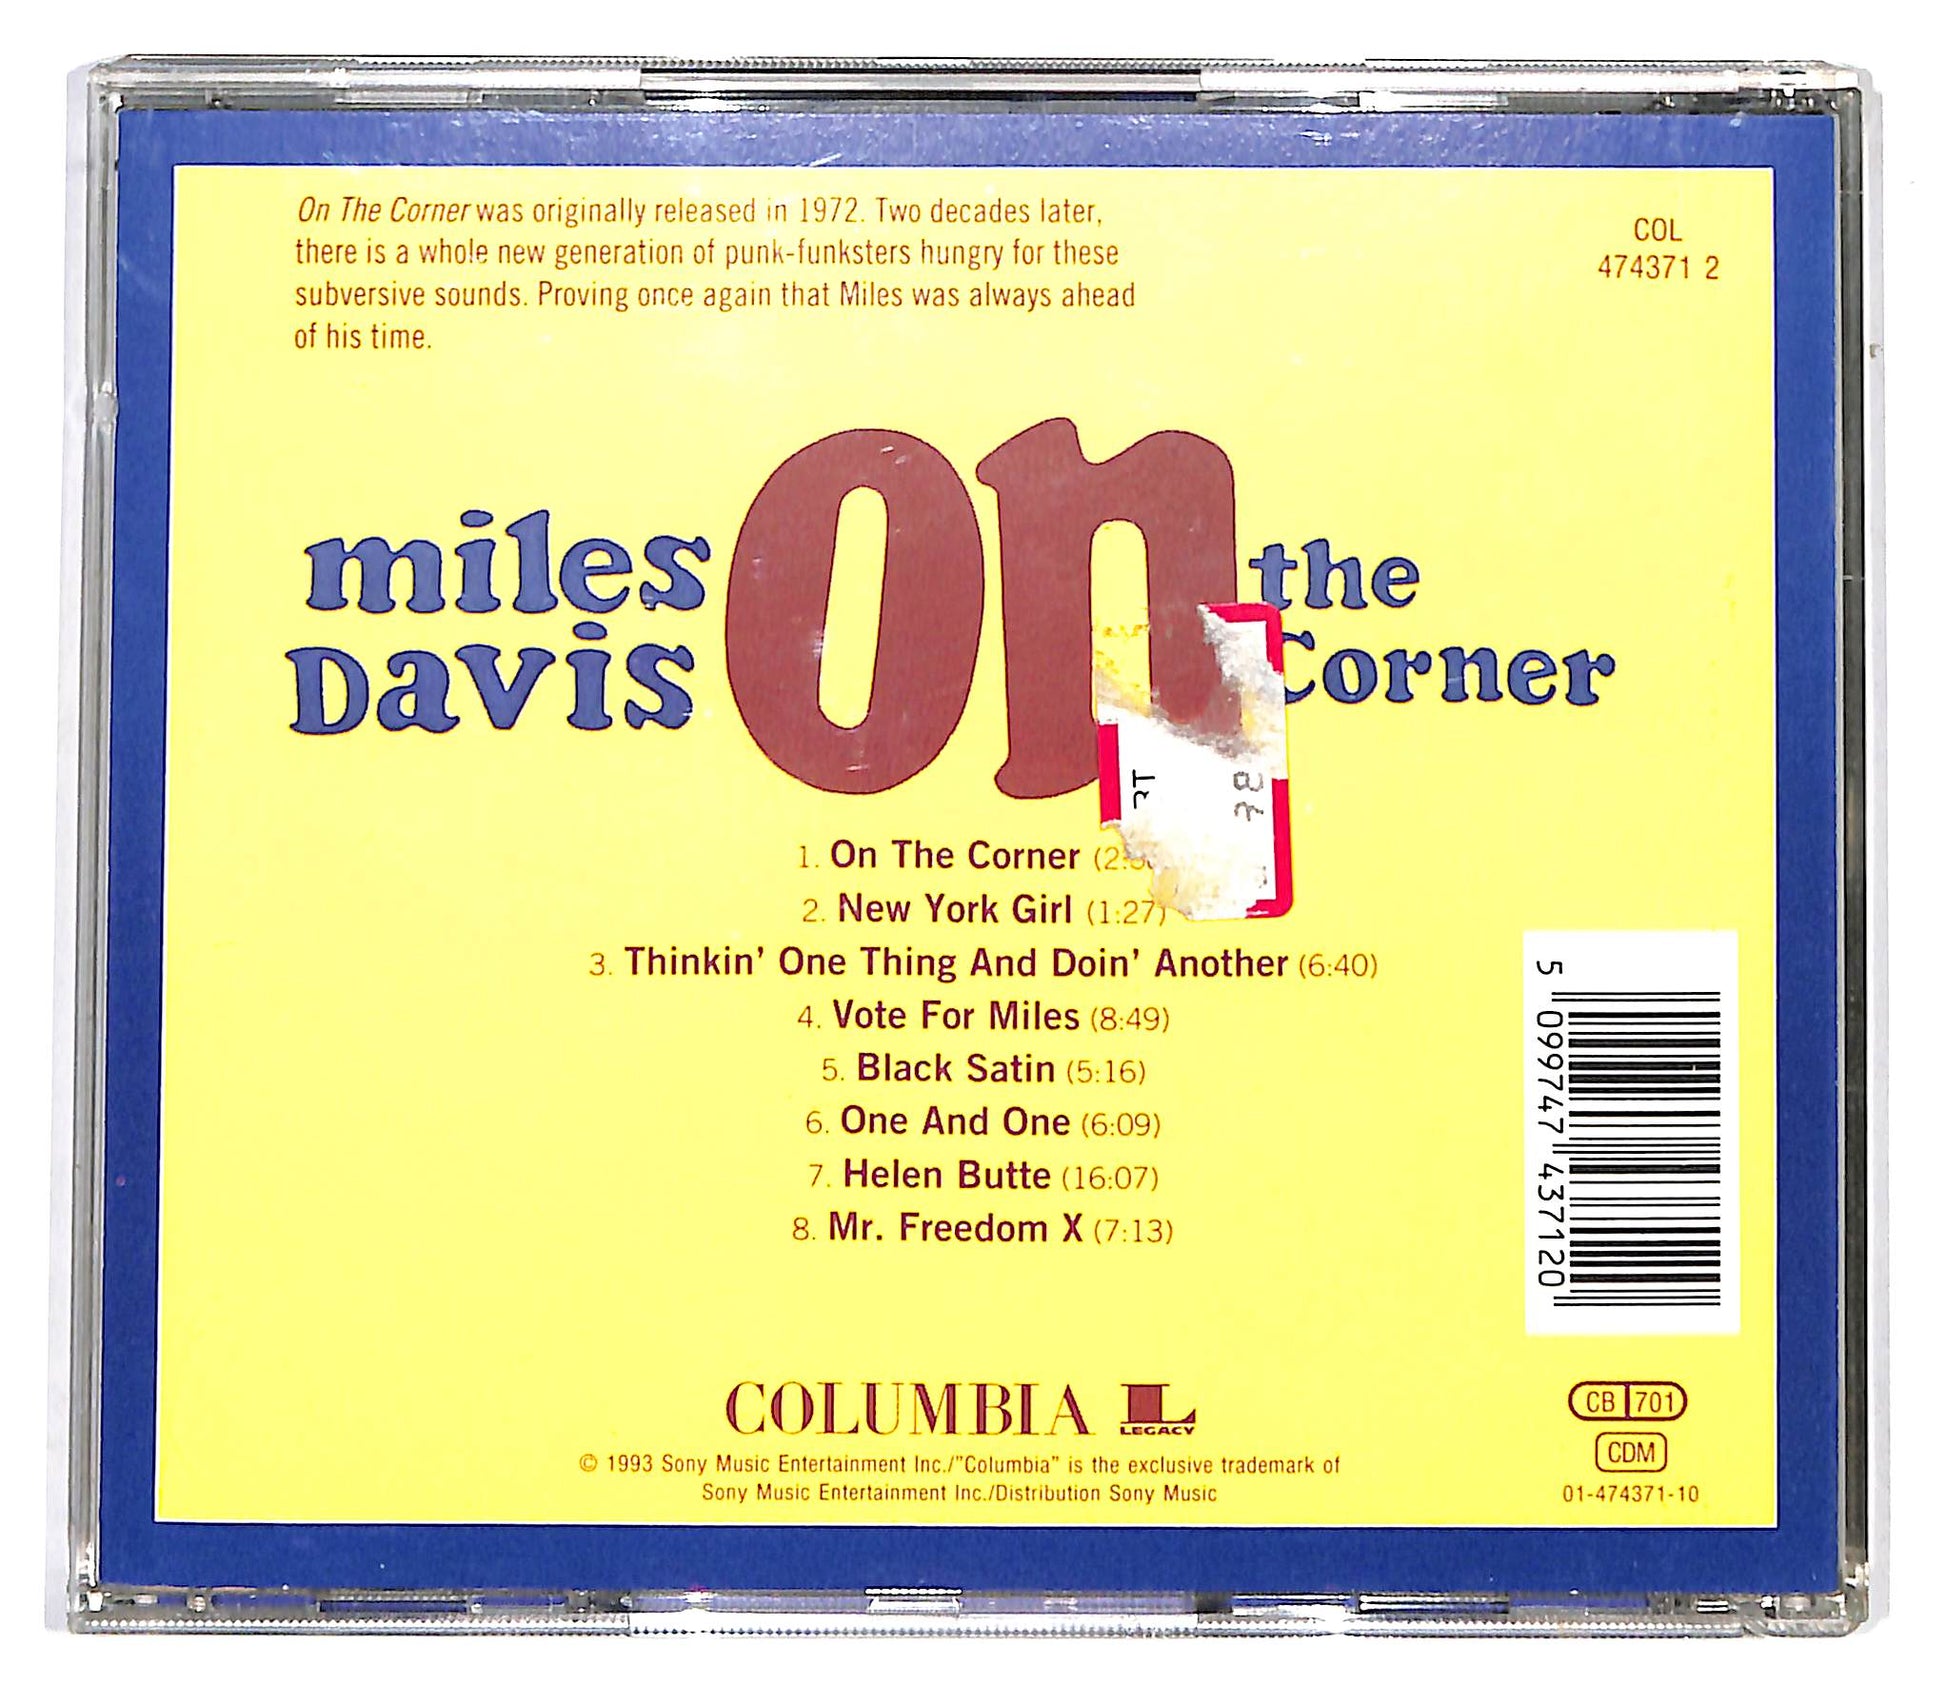 On The Corner was originally released in 1972. Two decades later,
there is a whole new generation of punk-funksters hungry for these
subversive sounds. Proving once again that Miles was always ahead
of his time.
COL
474371 2
miles
Davis
on
the
Corner
1. On The Corner
2. New York Girl (1:27)
3. Thinkin' One Thing And Doin' Another (6:40)
4. Vote For Miles (8:49)
5. Black Satin (5:16)
6. One And One (6:09)
7. Helen Butte (16:07)
8. Mr. Freedom X (7:13)
5 099747 437120
COLUMBIA L
LEGACY
© 1993 Sony Music Entertainment Inc./"Columbia" is the exclusive trademark of
Sony Music Entertainment Inc./Distribution Sony Music
CB 701
CDM
01-474371-10